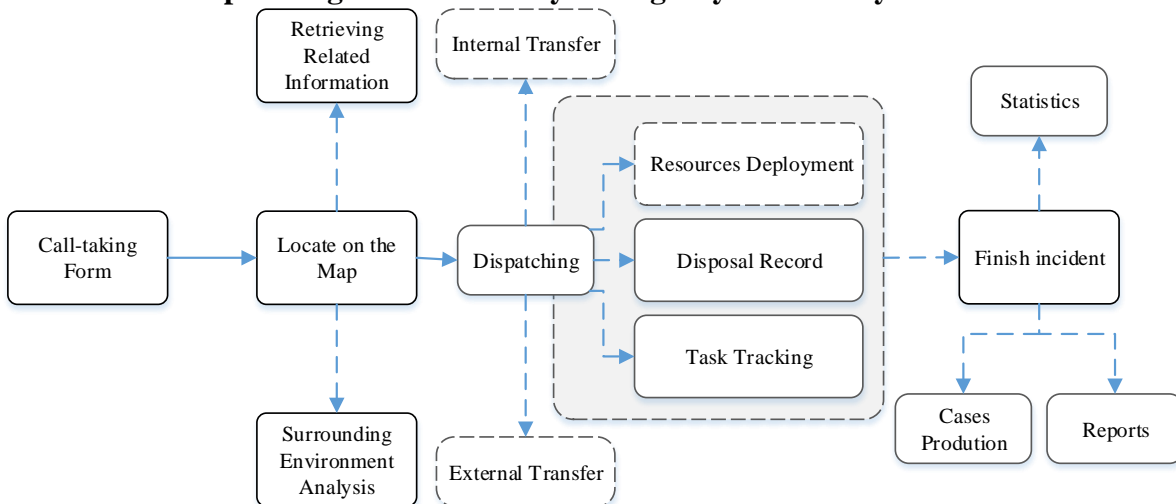 Retrieving
Related
Information
Internal Transfer
Statistics
Resources Deployment
Call-taking
Form
Locate on the
Map
Dispatching
Disposal Record
Finish incident
Task Tracking
Surrounding
Environment
Analysis
External Transfer
Cases
Prodution
Reports